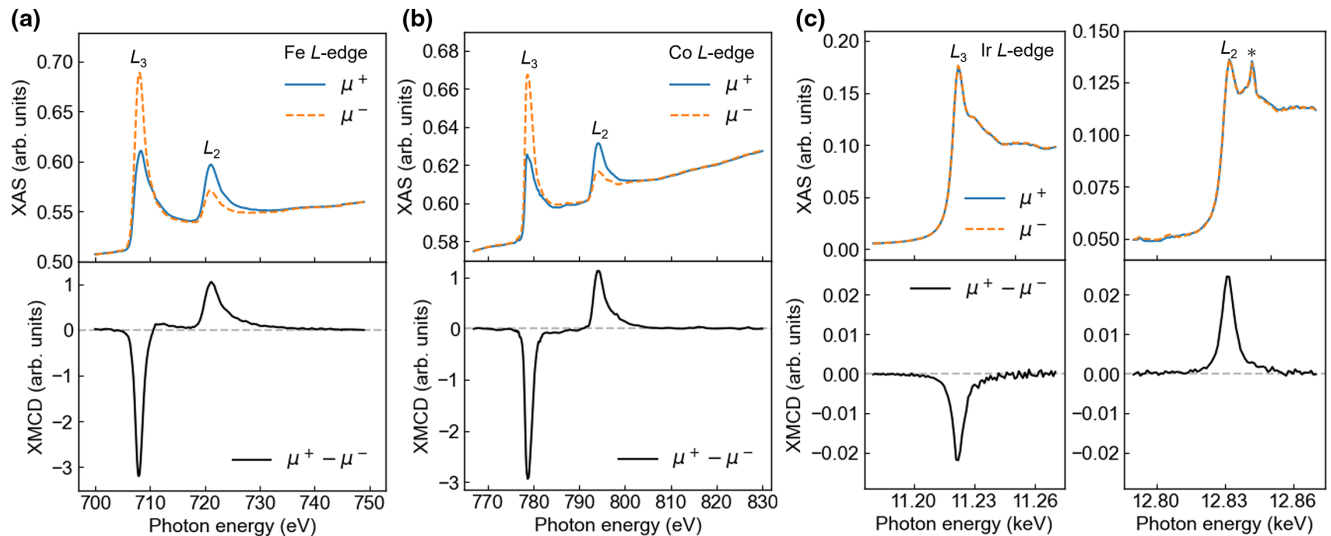 (a)
Fe L-edge
L3
μ+
μ−
L2
XAS (arb. units)
0.70
0.65
0.60
0.55
0.50
XMCD (arb. units)
1
0
−1
−2
−3
μ+ − μ−
700 710 720 730 740 750
Photon energy (eV)
(b)
Co L-edge
L3
μ+
μ−
L2
XAS (arb. units)
0.68
0.66
0.64
0.62
0.60
0.58
XMCD (arb. units)
1
0
−1
−2
−3
μ+ − μ−
770 780 790 800 810 820 830
Photon energy (eV)
(c)
L3 Ir L-edge
μ+
μ−
XAS (arb. units)
0.20
0.15
0.10
0.05
0.00
XMCD (arb. units)
μ+ − μ−
0.02
0.01
0.00
−0.01
−0.02
11.20 11.23 11.26
Photon energy (keV)
L2 *
0.150
0.125
0.100
0.075
0.050
0.02
0.01
0.00
−0.01
−0.02
12.80 12.83 12.86
Photon energy (keV)